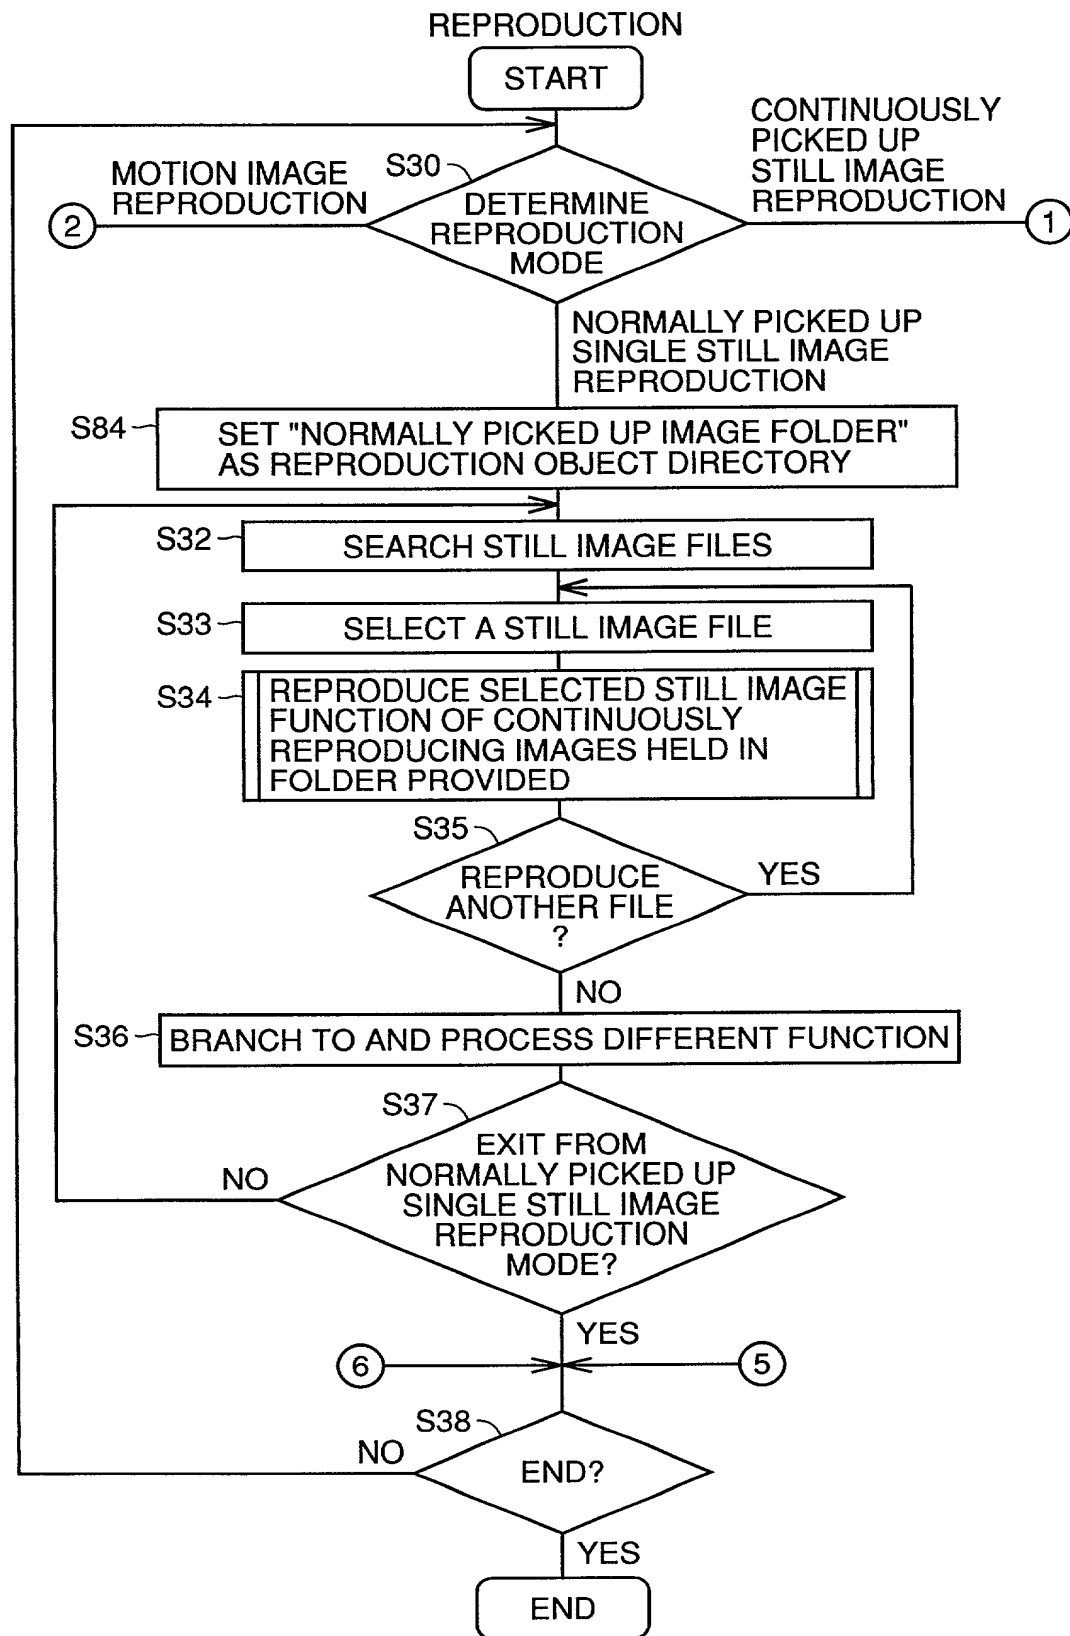 REPRODUCTION
START
CONTINUOUSLY
PICKED UP
STILL IMAGE
REPRODUCTION
S30
MOTION IMAGE
REPRODUCTION
DETERMINE
REPRODUCTION
MODE
2
1
NORMALLY PICKED UP
SINGLE STILL IMAGE
REPRODUCTION
S84
SET "NORMALLY PICKED UP IMAGE FOLDER"
AS REPRODUCTION OBJECT DIRECTORY
S32
SEARCH STILL IMAGE FILES
S33
SELECT A STILL IMAGE FILE
S34
REPRODUCE SELECTED STILL IMAGE
FUNCTION OF CONTINUOUSLY
REPRODUCING IMAGES HELD IN
FOLDER PROVIDED
S35
REPRODUCE
ANOTHER FILE
?
YES
NO
S36
BRANCH TO AND PROCESS DIFFERENT FUNCTION
S37
EXIT FROM
NORMALLY PICKED UP
SINGLE STILL IMAGE
REPRODUCTION
MODE?
NO
YES
6
5
S38
NO
END?
YES
END